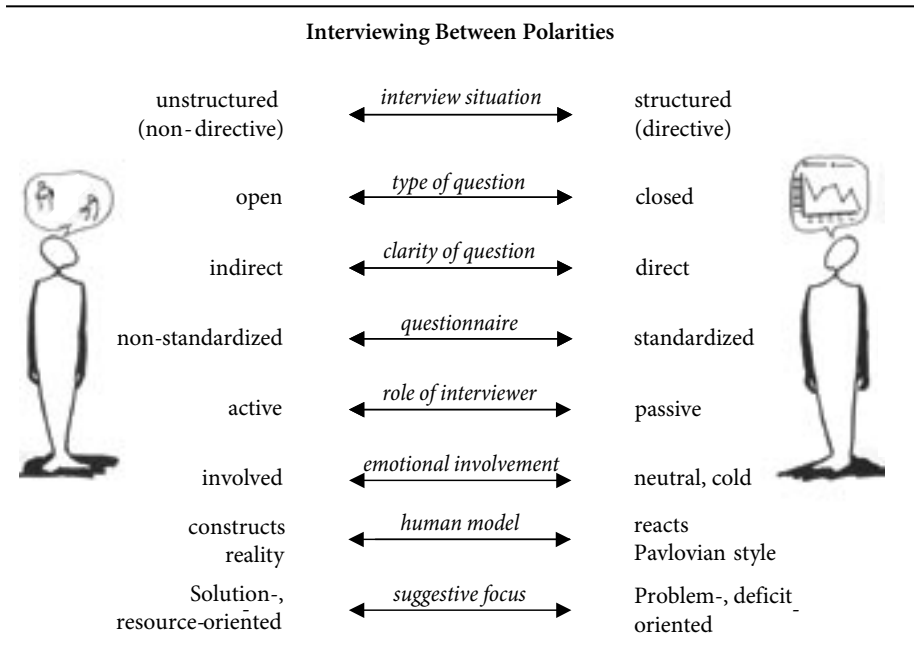 Interviewing Between Polarities
unstructured interview situation structured
(non-directive) (directive)
open type of question closed
indirect clarity of question direct
non-standardized questionnaire standardized
active role of interviewer passive
involved emotional involvement neutral, cold
constructs human model reacts
reality Pavlovian style
Solution-, suggestive focus Problem-, deficit-
resource-oriented oriented